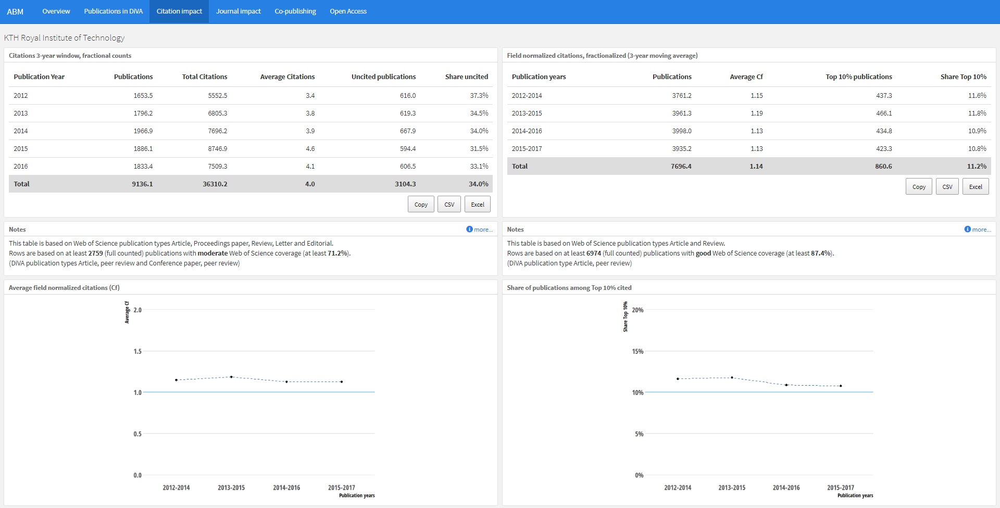 ABM Overview Publications in DiVA Citation impact Journal impact Co-publishing Open Access
KTH Royal Institute of Technology
Citations 3-year window, fractional counts
Publication Year Publications Total Citations Average Citations Uncited publications Share uncited
2012 1653.5 5552.5 3.4 616.0 37.3%
2013 1796.2 6805.3 3.8 619.3 34.5%
2014 1966.9 7696.2 3.9 667.9 34.0%
2015 1886.1 8746.9 4.6 594.4 31.5%
2016 1833.4 7509.3 4.1 606.5 33.1%
Total 9136.1 36310.2 4.0 3104.3 34.0%
Copy CSV Excel
Field normalized citations, fractionalized (3-year moving average)
Publication years Publications Average Cf Top 10% publications Share Top 10%
2012-2014 3761.2 1.15 437.3 11.6%
2013-2015 3961.3 1.19 466.1 11.8%
2014-2016 3998.0 1.13 434.8 10.9%
2015-2017 3935.2 1.13 423.3 10.8%
Total 7696.4 1.14 860.6 11.2%
Copy CSV Excel
Notes more...
This table is based on Web of Science publication types Article, Proceedings paper, Review, Letter and Editorial.
Rows are based on at least 2759 (full counted) publications with moderate Web of Science coverage (at least 71.2%).
(DiVA publication types Article, peer review and Conference paper, peer review)
Notes more...
This table is based on Web of Science publication types Article and Review.
Rows are based on at least 6974 (full counted) publications with good Web of Science coverage (at least 87.4%).
(DiVA publication type Article, peer review)
Average field normalized citations (Cf)
Average Cf
2.0
1.5
1.0
0.5
0.0
2012-2014 2013-2015 2014-2016 2015-2017
Publication years
Share of publications among Top 10% cited
Share Top 10%
20%
15%
10%
5%
0%
2012-2014 2013-2015 2014-2016 2015-2017
Publication years